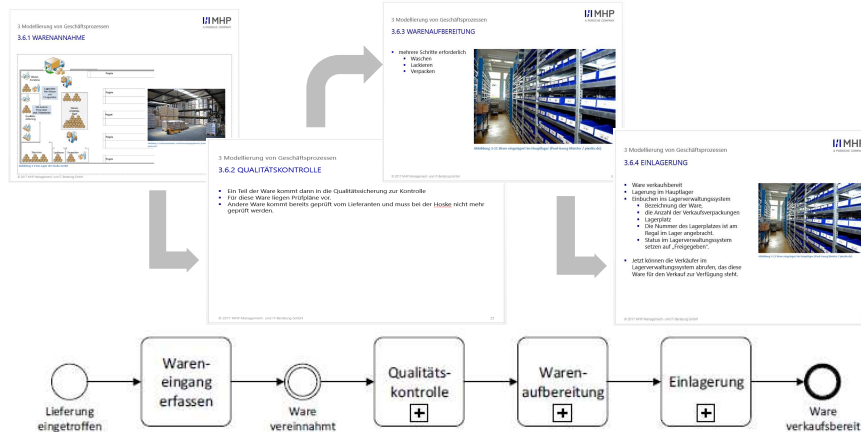 3 Modellierung von Geschäftsprozessen
MHP
A PORSCHE COMPANY
3.6.1 WARENANNAHME
3 Modellierung von Geschäftsprozessen
MHP
A PORSCHE COMPANY
3.6.3 WARENAUFBEREITUNG
mehrere Schritte erforderlich
Waschen
Lackieren
Verpacken
3 Modellierung von Geschäftsprozessen
3.6.2 QUALITÄTSKONTROLLE
Ein Teil der Ware kommt dann in die Qualitätssicherung zur Kontrolle
Für diese Ware liegen Prüfpläne vor.
Andere Ware kommt bereits geprüft vom Lieferanten und muss bei der Hoske nicht mehr
geprüft werden.
3 Modellierung von Geschäftsprozessen
MHP
3.6.4 EINLAGERUNG
Ware verkaufsbereit
Lagerung im Hauptlager
Einbuchen ins Lagerverwaltungssystem
Bezeichnung der Ware,
die Anzahl der Verkaufsverpackungen
Lagerplatz
Die Nummer des Lagerplatzes ist am
Regal im Lager angebracht.
Status im Lagerverwaltungssystem
setzen auf „Freigegeben".
Jetzt können die Verkäufer im
Lagerverwaltungssystem abrufen, das diese
Ware für den Verkauf zur Verfügung steht.
Lieferung
eingetroffen
Waren-
eingang
erfassen
Ware
vereinnahmt
Qualitäts-
kontrolle
Waren-
aufbereitung
Einlagerung
Ware
verkaufsbereit